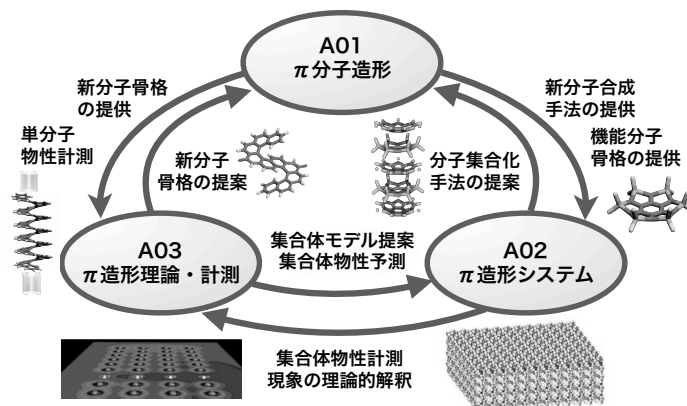 A01
π分子造形
新分子骨格
の提供
新分子合成
手法の提供
単分子
物性計測
新分子
骨格の提案
分子集合化
手法の提案
機能分子
骨格の提供
A03
π造形理論・計測
集合体モデル提案
集合体物性予測
A02
π造形システム
集合体物性計測
現象の理論的解釈